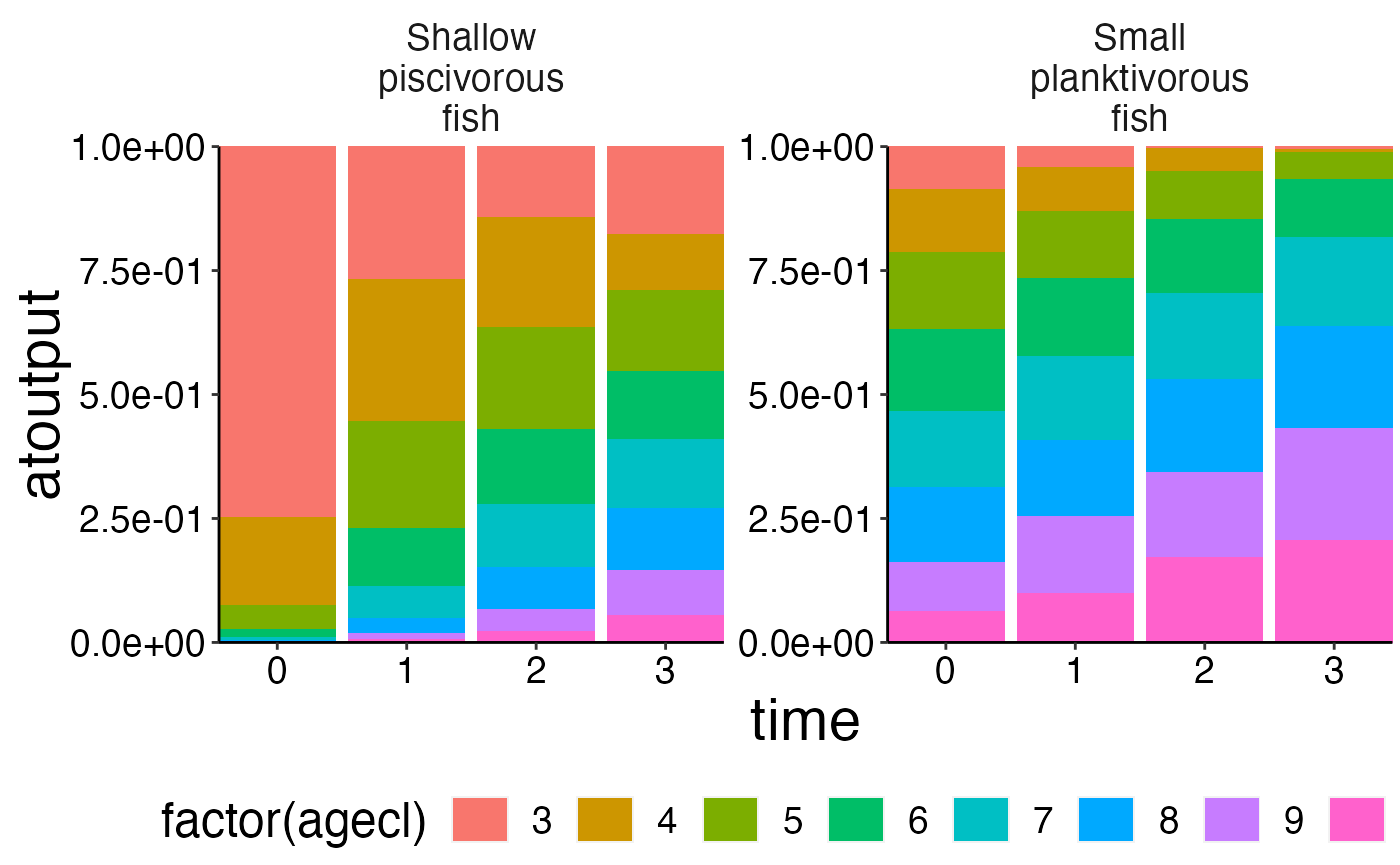 Shallow
piscivorous
fish
Small
planktivorous
fish
1.0e+00
7.5e-01
5.0e-01
2.5e-01
0.0e+00
1.0e+00
7.5e-01
5.0e-01
2.5e-01
0.0e+00
atoutput
0 1 2 3
0 1 2 3
time
factor(agecl) 3 4 5 6 7 8 9